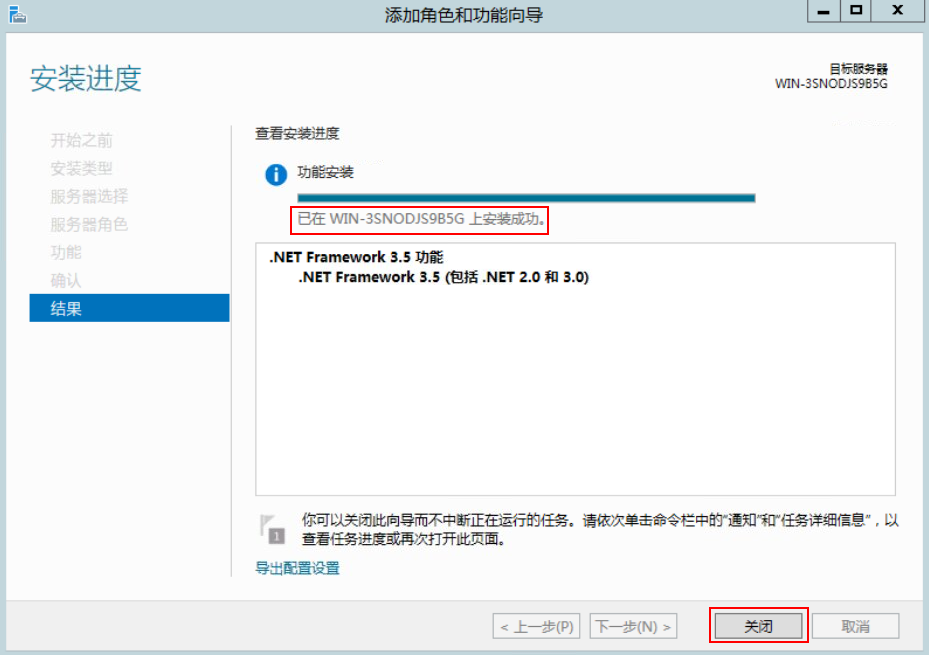 添加角色和功能向导
安装进度
目标服务器
WIN-3SNODJS9B5G
开始之前
安装类型
服务器选择
服务器角色
功能
确认
结果
查看安装进度
功能安装
已在 WIN-3SNODJS9B5G 上安装成功。
.NET Framework 3.5 功能
.NET Framework 3.5 (包括 .NET 2.0 和 3.0)
1
你可以关闭此向导而不中断正在运行的任务。请依次单击命令栏中的"通知"和"任务详细信息"，以
查看任务进度或再次打开此页面。
导出配置设置
< 上一步(P)
下一步(N) >
关闭
取消